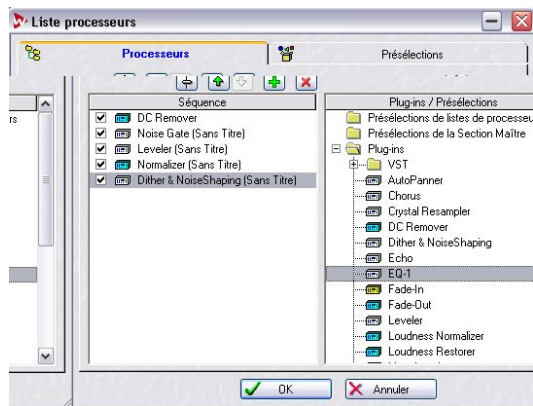 Liste processeurs
Processeurs
Présélections
Séquence
DC Remover
Noise Gate (Sans Titre)
Leveler (Sans Titre)
Normalizer (Sans Titre)
Dither & NoiseShaping (Sans Titre)
Plug-ins / Présélections
Présélections de listes de processeu
Présélections de la Section Maître
Plug-ins
VST
AutoPanner
Chorus
Crystal Resampler
DC Remover
Dither & NoiseShaping
Echo
EQ-1
Fade-In
Fade-Out
Leveler
Loudness Normalizer
Loudness Restorer
rs
OK
Annuler